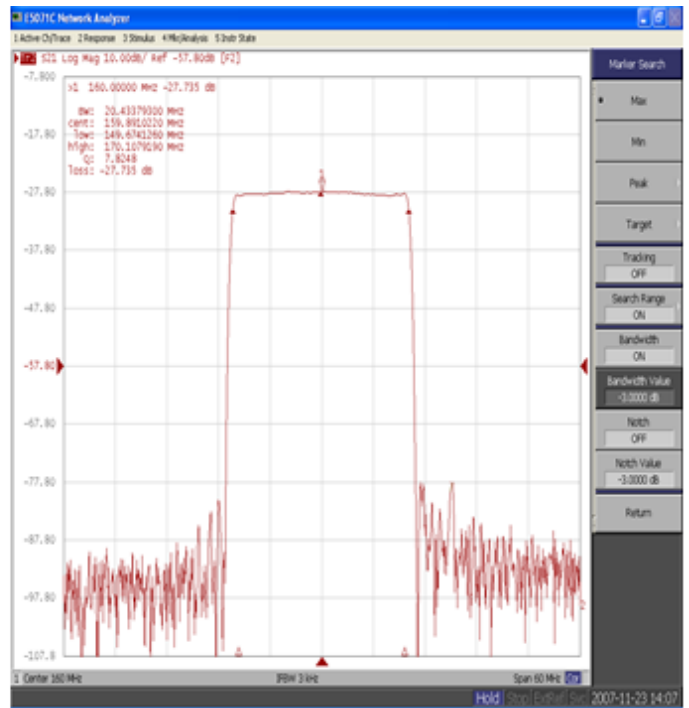 E5071C Network Analyzer
1 Active Ch/Trace 2 Response 3 Stimulus 4 Mkr/Analysis 5 Instr State
S21 Log Mag 10.00dB/ Ref -57.80dB [F2]
Marker Search
-7.800
>1 160.00000 MHz -27.735 dB
Max
BW: 20.43379300 MHz
cent: 159.8910220 MHz
low: 149.6741260 MHz
high: 170.1079190 MHz
Q: 7.8248
loss: -27.735 dB
-17.80
Min
Peak
-27.80
1
Target
-37.80
Tracking
OFF
Search Range
ON
-47.80
Bandwidth
ON
-57.80
Bandwidth Value
-3.0000 dB
-67.80
Notch
OFF
Notch Value
-3.0000 dB
-77.80
Return
-87.80
-97.80
2
-107.8
1 Center 160 MHz IFBW 3 kHz Span 60 MHz Cor
Hold Stop ExtRef Svc 2007-11-23 14:07